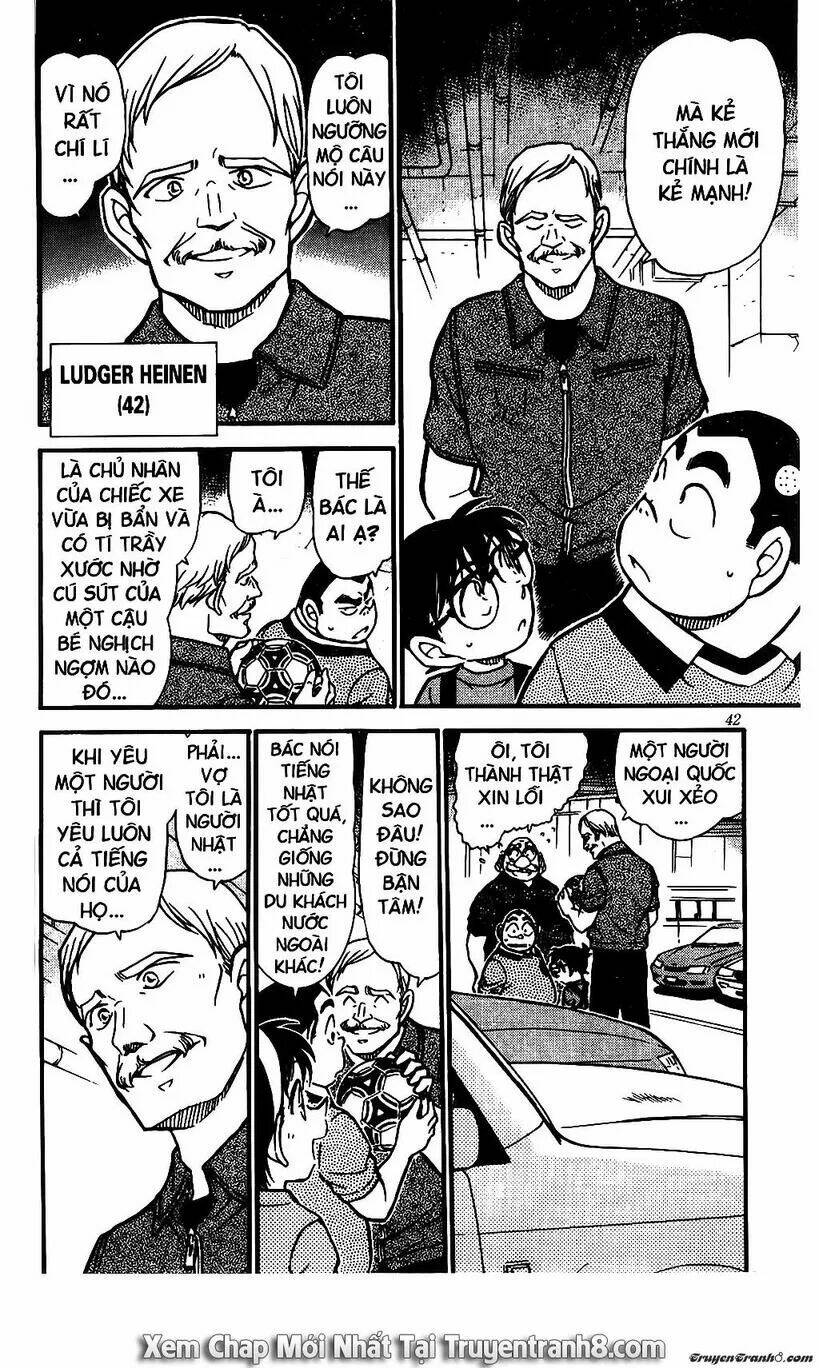 MÀ KẺ
THẮNG MỚI
CHÍNH LÀ
KẺ MẠNH!
TÔI
LUÔN
NGƯỠNG
MỘ CÂU
NÓI NÀY
...
VÌ NÓ
RẤT
CHÍ LÍ
...
LUDGER HEINEN
(42)
THẾ
BÁC LÀ
AI Ạ?
TÔI
À...
LÀ CHỦ NHÂN
CỦA CHIẾC XE
VỪA BỊ BẨN VÀ
CÓ TÍ TRẦY
XƯỚC NHỜ
CÚ SÚT CỦA
MỘT CẬU
BÉ NGHỊCH
NGỢM NÀO
ĐÓ...
42
MỘT NGƯỜI
NGOẠI QUỐC
XUI XẺO
...
ÔI, TÔI
THÀNH THẬT
XIN LỖI
...
KHÔNG
SAO
ĐÂU!
ĐỪNG
BẬN
TÂM!
BÁC NÓI
TIẾNG
NHẬT
TỐT QUÁ,
CHẲNG
GIỐNG
NHỮNG
DU KHÁCH
NƯỚC
NGOÀI
KHÁC!
PHẢI...
VỢ
TÔI LÀ
NGƯỜI
NHẬT
...
KHI YÊU
MỘT NGƯỜI
THÌ TÔI
YÊU LUÔN
CẢ TIẾNG
NÓI CỦA
HỌ...
Xem Chap Mới Nhất Tại Truyentranh8.com
TruyenTranh8.com